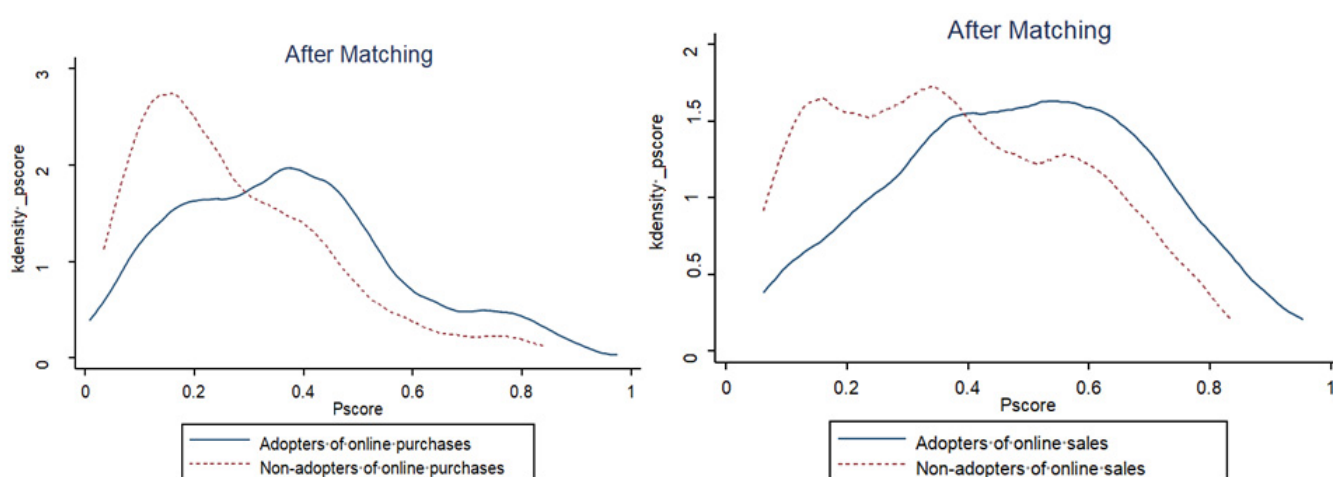 After Matching
kdensity·_pscore
3
2
1
0
0 0.2 0.4 0.6 0.8 1
Pscore
Adopters·of·online·purchases
Non-adopters·of·online·purchases
After Matching
kdensity·_pscore
2
1.5
1
0.5
0
0 0.2 0.4 0.6 0.8 1
Pscore
Adopters·of·online·sales
Non-adopters·of·online·sales